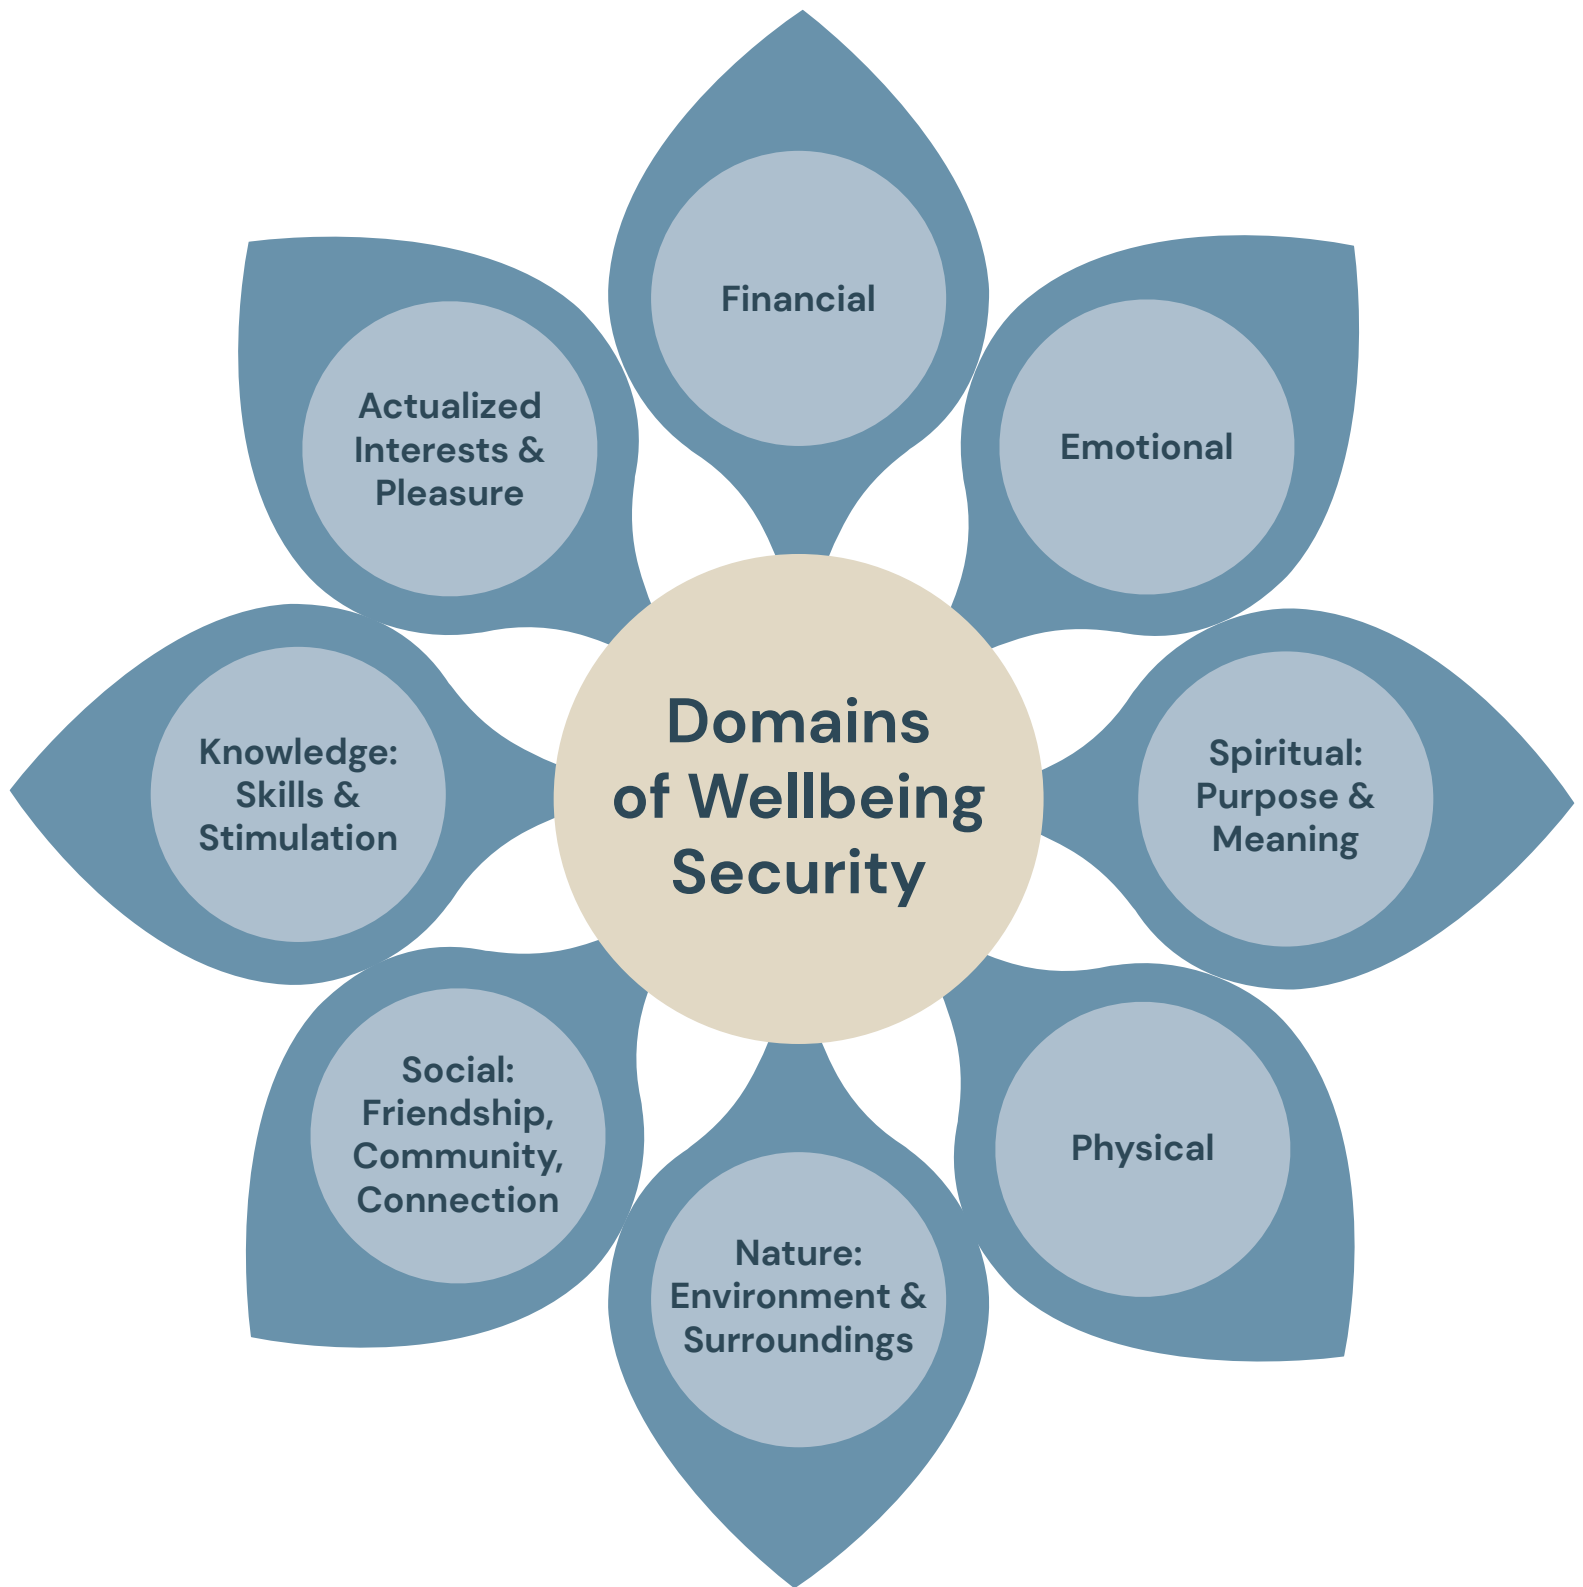 Financial
Emotional
Spiritual:
Purpose &
Meaning
Physical
Nature:
Environment &
Surroundings
Social:
Friendship,
Community,
Connection
Knowledge:
Skills &
Stimulation
Actualized
Interests &
Pleasure
Domains
of Wellbeing
Security